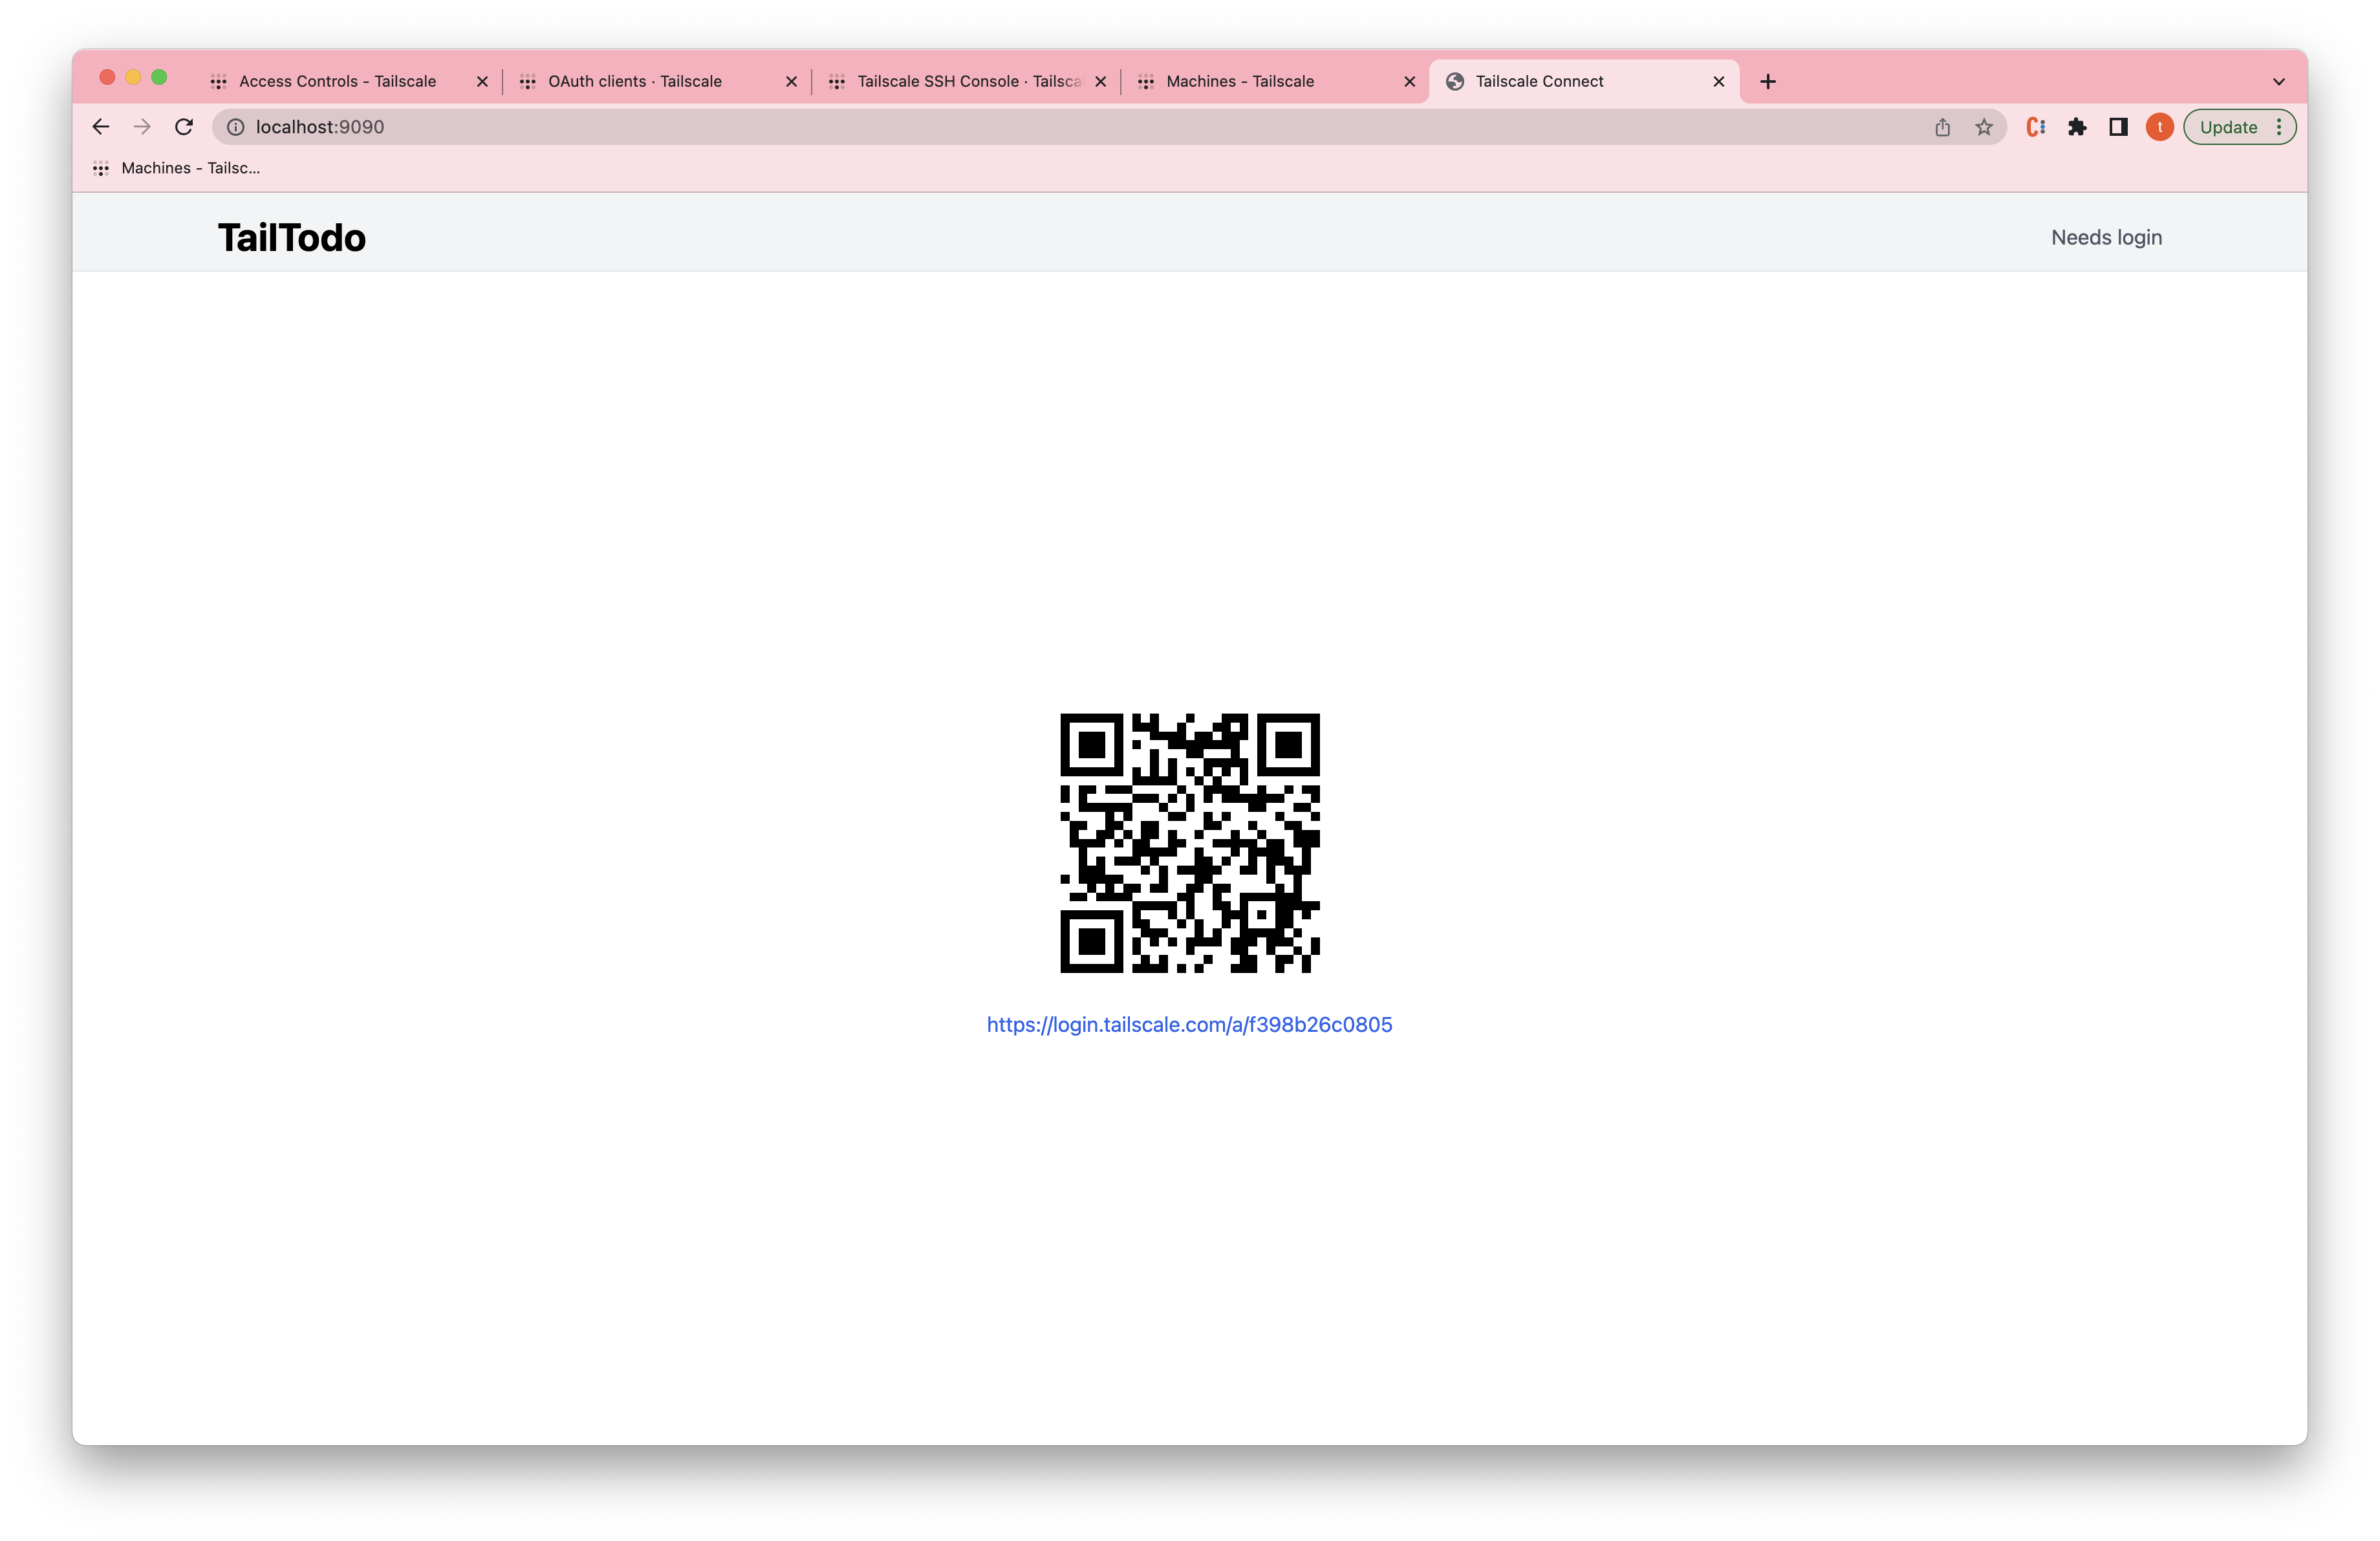 Access Controls - Tailscale
OAuth clients · Tailscale
Tailscale SSH Console · Tailsca
Machines - Tailscale
Tailscale Connect
localhost:9090
t
Update
Machines - Tailsc...
TailTodo
Needs login
https://login.tailscale.com/a/f398b26c0805